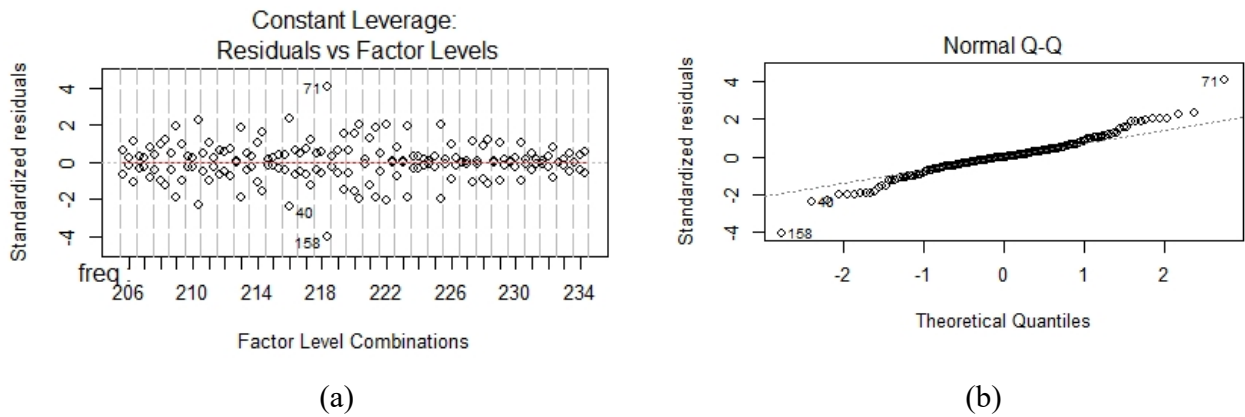 Constant Leverage:
Residuals vs Factor Levels
Standardized residuals
4
2
0
-2
-4
71
40
158
freq :
206 210 214 218 222 226 230 234
Factor Level Combinations
(a)
Normal Q-Q
Standardized residuals
4
2
0
-2
-4
71
40
158
-2 -1 0 1 2
Theoretical Quantiles
(b)